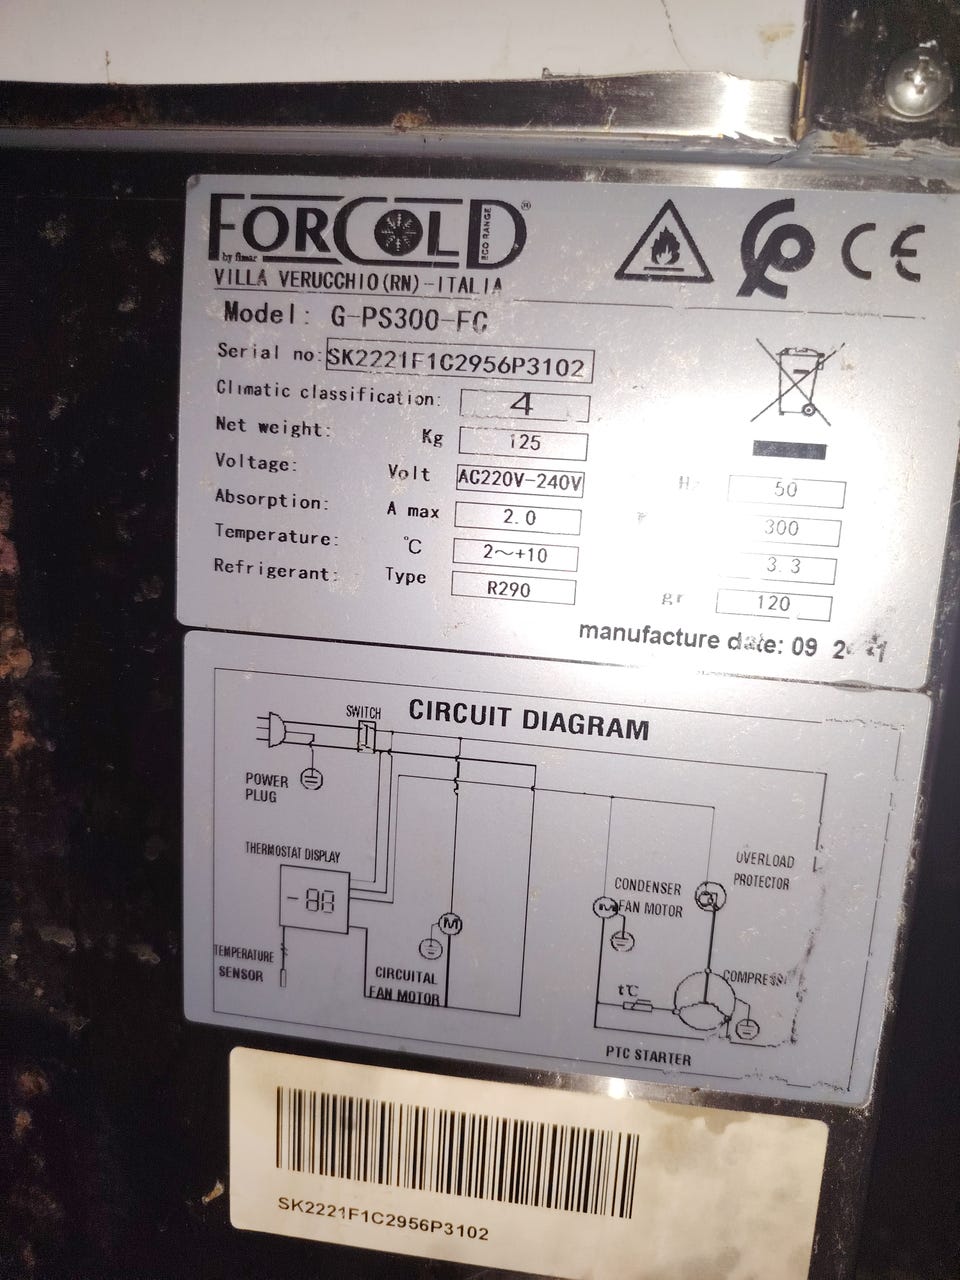 FORCOLD®
ECO RANGE
by fimar
VILLA VERUCCHIO(RN)-ITALIA
CE
Model: G-PS300-FC
Serial no: SK2221F1C2956P3102
Climatic classification: 4
Net weight: Kg 125
Voltage: Volt AC220V-240V 50
Absorption: A max 2.0 300
Temperature: °C 2~+10 3.3
Refrigerant: Type R290 gr 120
manufacture date: 09
CIRCUIT DIAGRAM
SWITCH
POWER PLUG
THERMOSTAT DISPLAY
-88
TEMPERATURE SENSOR
CIRCUITAL
FAN MOTOR
M
M
CONDENSER
FAN MOTOR
OVERLOAD
PROTECTOR
t℃
PTC STARTER
SK2221F1C2956P3102